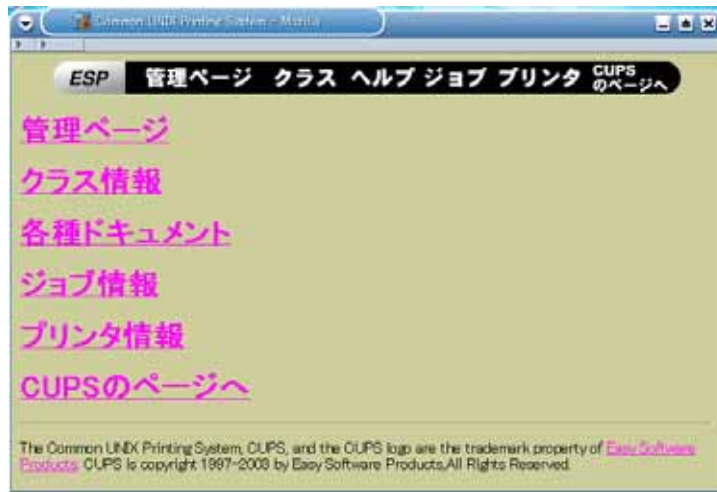 Common UNIX Printing System - Mozilla
ESP 管理ページ クラス ヘルプ ジョブ プリンタ CUPSのページへ
管理ページ
クラス情報
各種ドキュメント
ジョブ情報
プリンタ情報
CUPSのページへ
The Common UNIX Printing System, CUPS, and the CUPS logo are the trademark property of Easy Software
Products. CUPS is copyright 1997-2003 by Easy Software Products,All Rights Reserved.